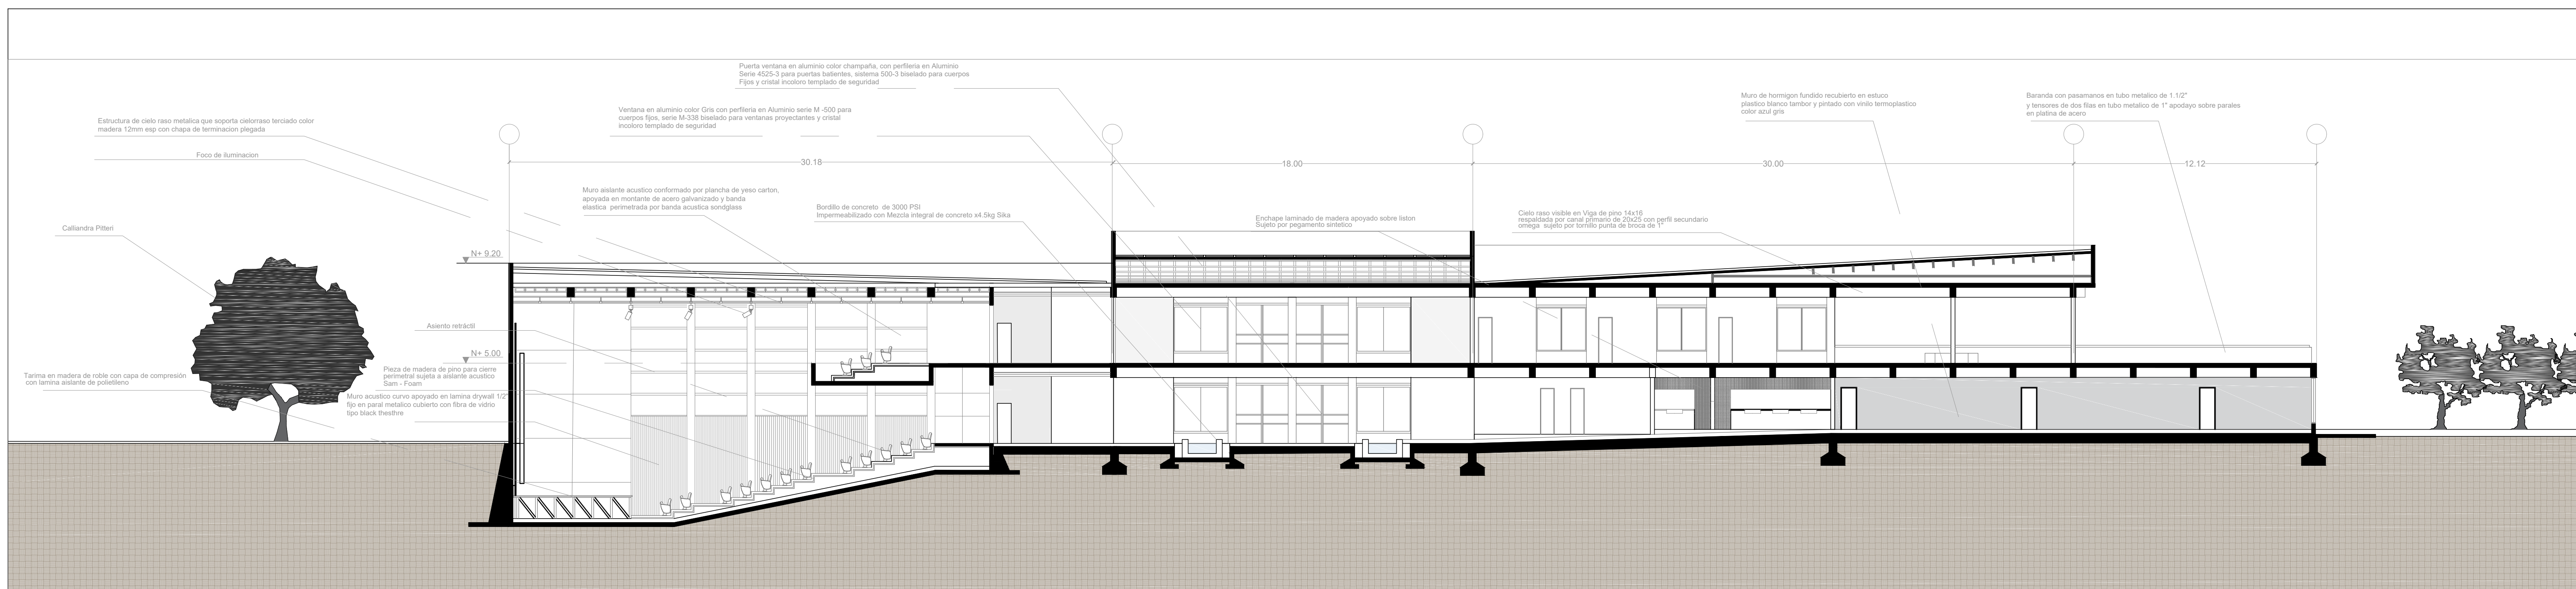 Puerta ventana en aluminio color champaña, con perfileria en Aluminio
Serie 4525-3 para puertas batientes, sistema 500-3 biselado para cuerpos
Fijos y cristal incoloro templado de seguridad
Ventana en aluminio color Gris con perfileria en Aluminio serie M -500 para
cuerpos fijos, serie M-338 biselado para ventanas proyectantes y cristal
incoloro templado de seguridad
Muro de hormigon fundido recubierto en estuco
plastico blanco tambor y pintado con vinilo termoplastico
color azul gris
Baranda con pasamanos en tubo metalico de 1.1/2"
y tensores de dos filas en tubo metalico de 1" apodayo sobre parales
en platina de acero
Estructura de cielo raso metalica que soporta cielorraso terciado color
madera 12mm esp con chapa de terminacion plegada
Foco de iluminacion
30.18
18.00
30.00
12.12
Muro aislante acustico conformado por plancha de yeso carton,
apoyada en montante de acero galvanizado y banda
elastica perimetrada por banda acustica sondglass
Bordillo de concreto de 3000 PSI
Impermeabilizado con Mezcla integral de concreto x4.5kg Sika
Enchape laminado de madera apoyado sobre liston
Sujeto por pegamento sintetico
Cielo raso visible en Viga de pino 14x16
respaldada por canal primario de 20x25 con perfil secundario
omega sujeto por tornillo punta de broca de 1"
Calliandra Pitteri
N+ 9.20
Asiento retráctil
N+ 5.00
Tarima en madera de roble con capa de compresión
con lamina aislante de polietileno
Pieza de madera de pino para cierre
perimetral sujeta a aislante acustico
Sam - Foam
Muro acustico curvo apoyado en lamina drywall 1/2"
fijo en paral metalico cubierto con fibra de vidrio
tipo black thesthre